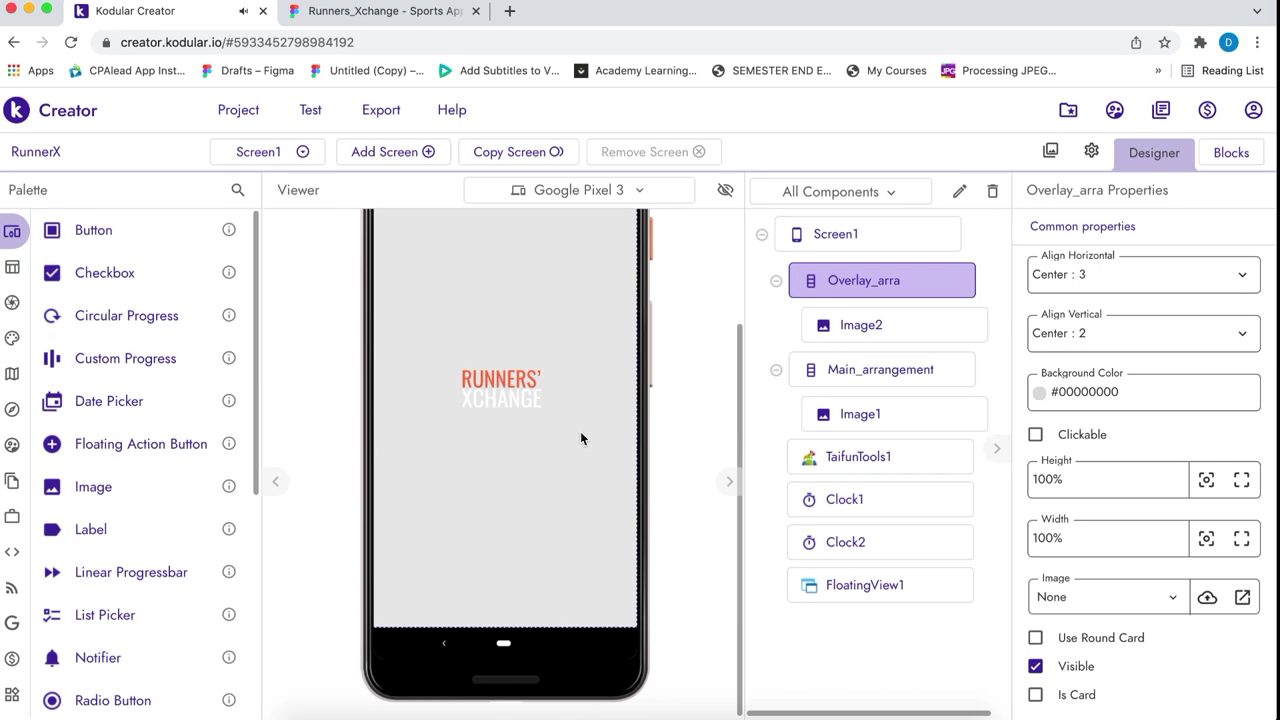 Kodular Creator
Runners_Xchange - Sports App
creator.kodular.io/#5933452798984192
D
Apps
CPAlead App Inst...
Drafts – Figma
Untitled (Copy) –...
Add Subtitles to V...
Academy Learning...
SEMESTER END E...
My Courses
JPG
Processing JPEG...
»
Reading List
k
Creator
Project
Test
Export
Help
RunnerX
Screen1
Add Screen
Copy Screen
Remove Screen
Designer
Blocks
Palette
Viewer
Google Pixel 3
All Components
Overlay_arra Properties
Button
Checkbox
Circular Progress
Custom Progress
Date Picker
Floating Action Button
Image
Label
Linear Progressbar
List Picker
Notifier
Radio Button
RUNNERS’
XCHANGE
Screen1
Overlay_arra
Image2
Main_arrangement
Image1
TaifunTools1
Clock1
Clock2
FloatingView1
Common properties
Align Horizontal
Center : 3
Align Vertical
Center : 2
Background Color
#00000000
Clickable
Height
100%
Width
100%
Image
None
Use Round Card
Visible
Is Card